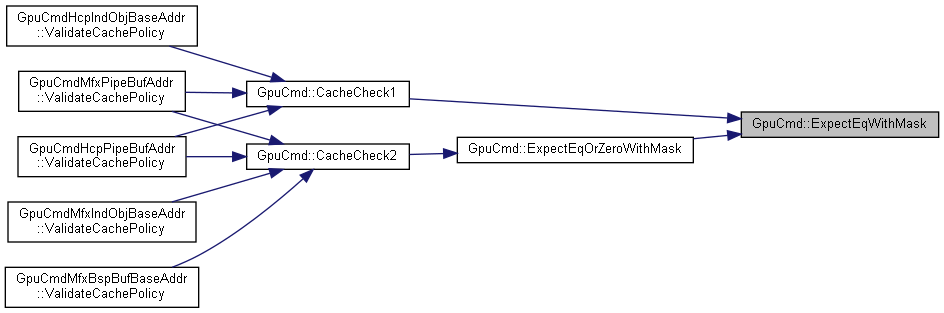 GpuCmdHcpIndObjBaseAddr
::ValidateCachePolicy
GpuCmdMfxPipeBufAddr
::ValidateCachePolicy
GpuCmdHcpPipeBufAddr
::ValidateCachePolicy
GpuCmdMfxIndObjBaseAddr
::ValidateCachePolicy
GpuCmdMfxBspBufBaseAddr
::ValidateCachePolicy
GpuCmd::CacheCheck1
GpuCmd::CacheCheck2
GpuCmd::ExpectEqOrZeroWithMask
GpuCmd::ExpectEqWithMask